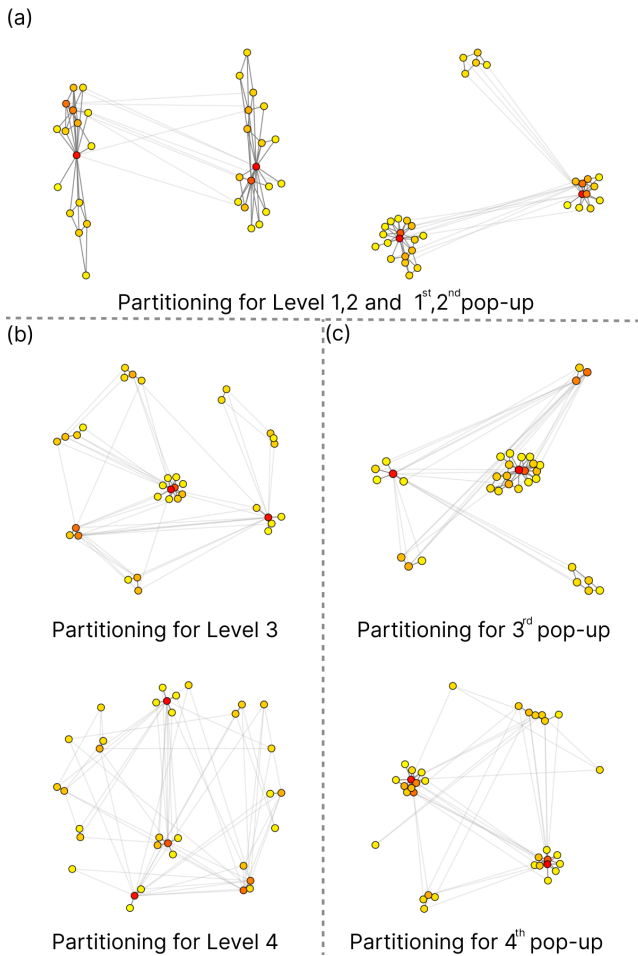 (a)
Partitioning for Level 1,2 and 1st,2nd pop-up
(b)
(c)
Partitioning for Level 3
Partitioning for 3rd pop-up
Partitioning for Level 4
Partitioning for 4th pop-up